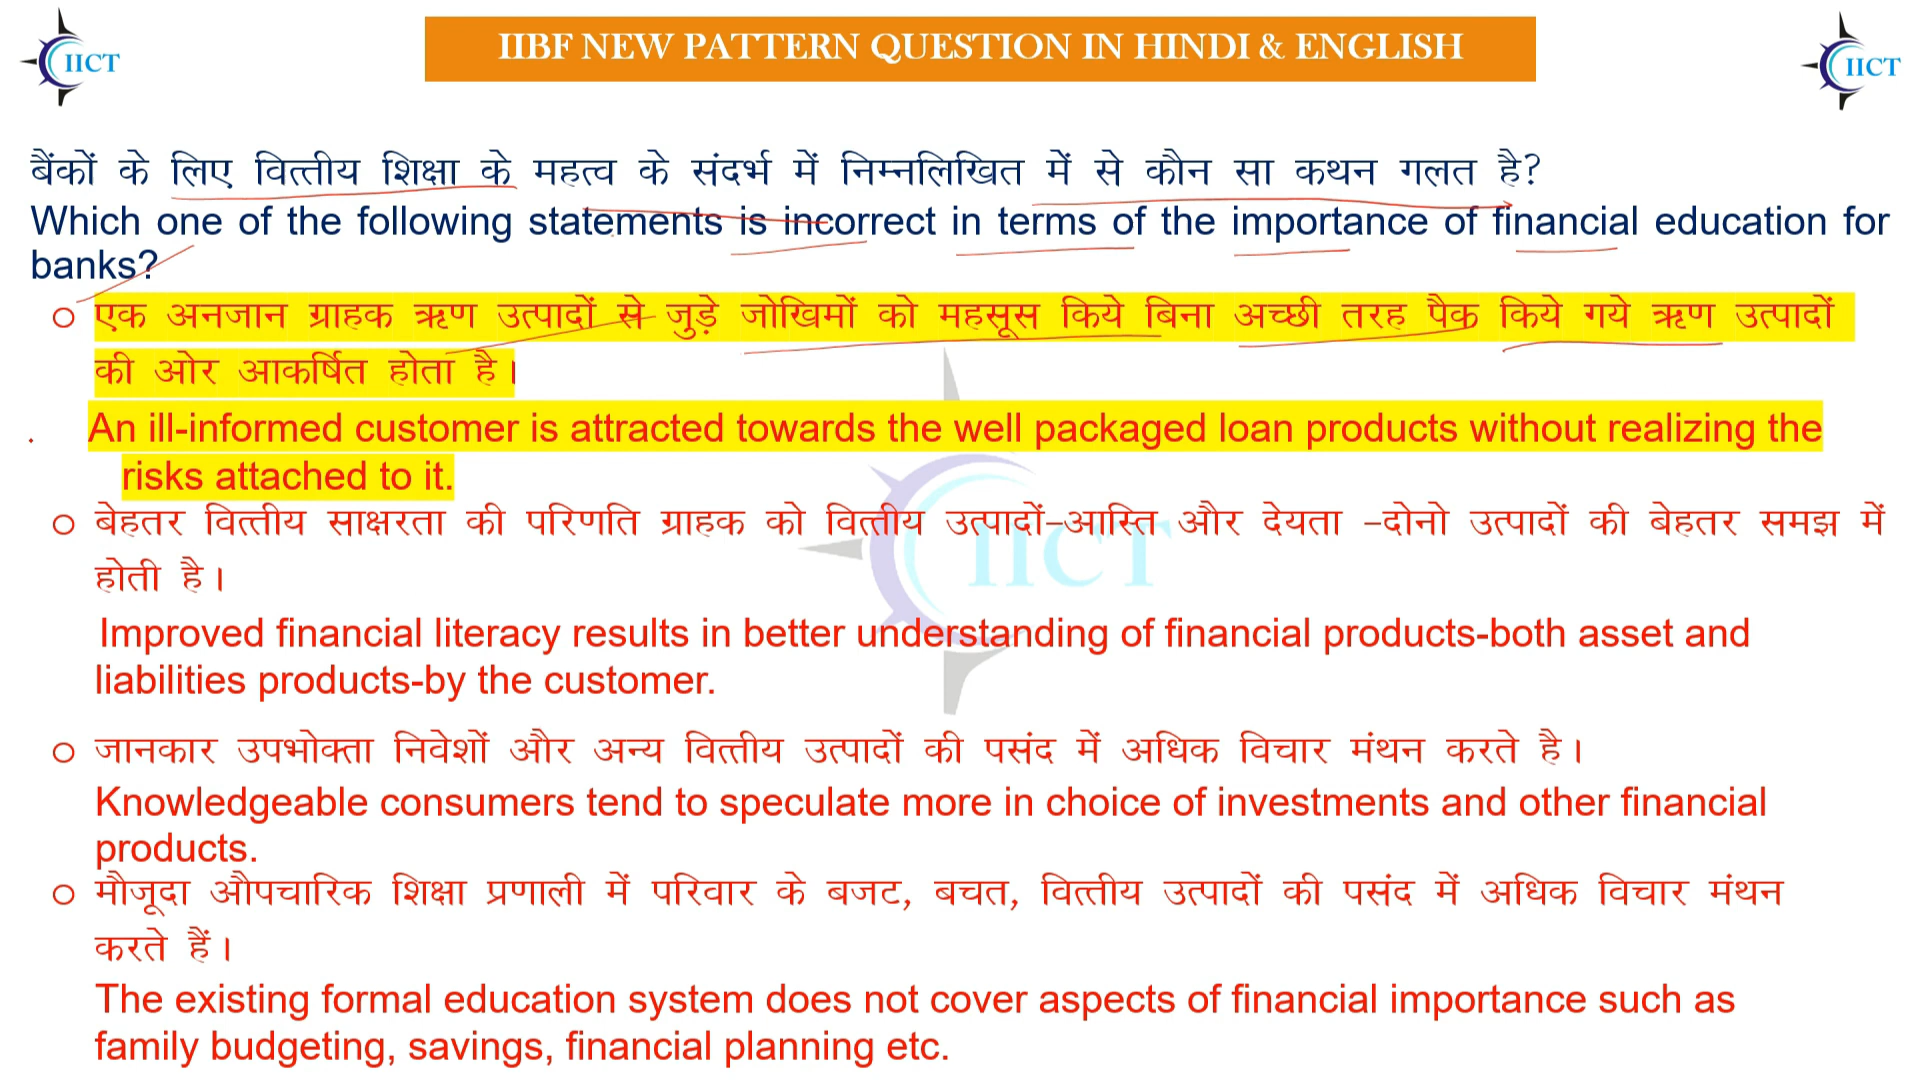 IICT
IIBF NEW PATTERN QUESTION IN HINDI & ENGLISH
IICT
बैंकों के लिए वित्तीय शिक्षा के महत्व के संदर्भ में निम्नलिखित में से कौन सा कथन गलत है?
Which one of the following statements is incorrect in terms of the importance of financial education for
banks?
एक अनजान ग्राहक ऋण उत्पादों से जुड़े जोखिमों को महसूस किये बिना अच्छी तरह पैक किये गये ऋण उत्पादों
की ओर आकर्षित होता है।
An ill-informed customer is attracted towards the well packaged loan products without realizing the
risks attached to it.
बेहतर वित्तीय साक्षरता की परिणति ग्राहक को वित्तीय उत्पादों-आस्ति और देयता -दोनो उत्पादों की बेहतर समझ में
होती है।
IICT
Improved financial literacy results in better understanding of financial products-both asset and
liabilities products-by the customer.
जानकार उपभोक्ता निवेशों और अन्य वित्तीय उत्पादों की पसंद में अधिक विचार मंथन करते है।
Knowledgeable consumers tend to speculate more in choice of investments and other financial
products.
मौजूदा औपचारिक शिक्षा प्रणाली में परिवार के बजट, बचत, वित्तीय उत्पादों की पसंद में अधिक विचार मंथन
करते हैं।
The existing formal education system does not cover aspects of financial importance such as
family budgeting, savings, financial planning etc.